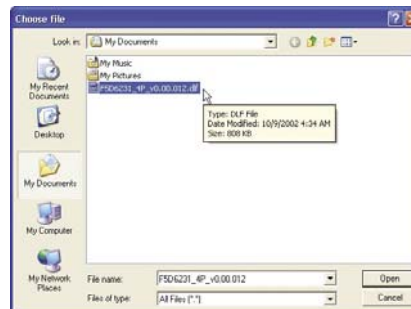 Choose file
Look in: My Documents
My Music
My Pictures
F5D6231_4P_v0.00.012.dlf
Type: DLF File
Date Modified: 10/9/2002 4:34 AM
Size: 808 KB
My Recent Documents
Desktop
My Documents
My Computer
My Network Places
File name: F5D6231_4P_v0.00.012
Open
Files of type: All Files (*.*)
Cancel